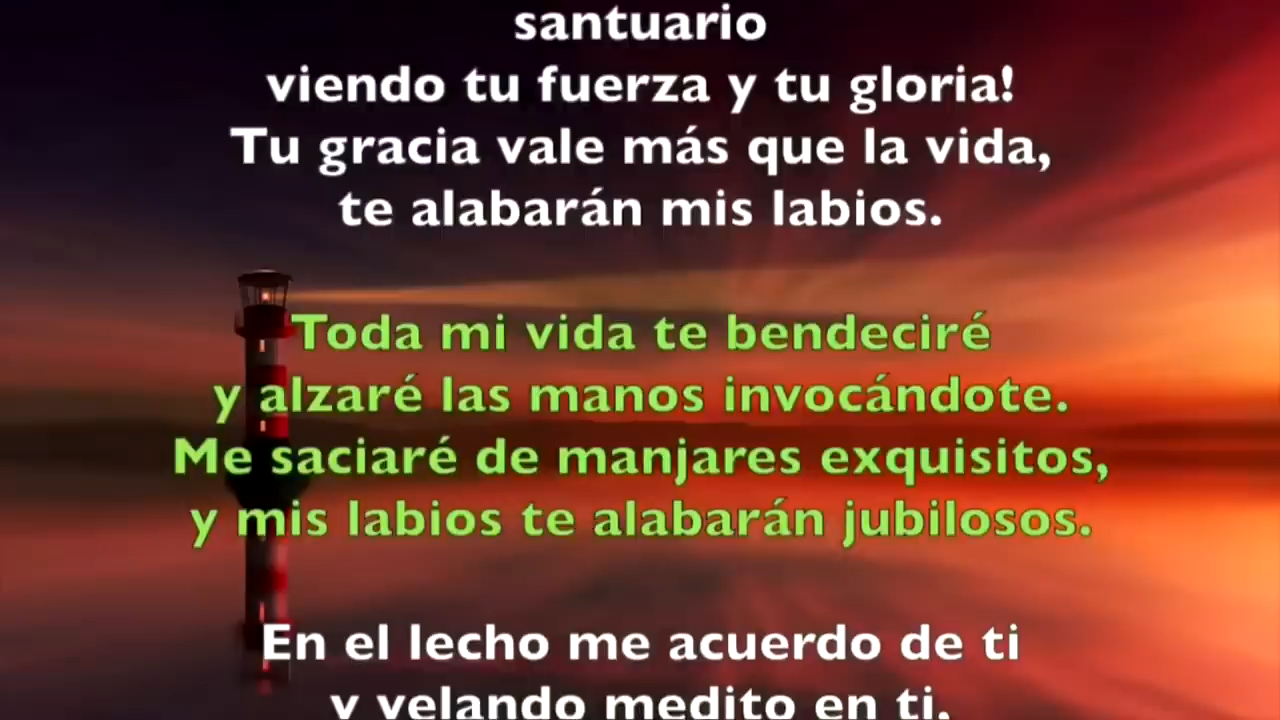 santuario
viendo tu fuerza y tu gloria!
Tu gracia vale más que la vida,
te alabarán mis labios.
Toda mi vida te bendeciré
y alzaré las manos invocándote.
Me saciaré de manjares exquisitos,
y mis labios te alabarán jubilosos.
En el lecho me acuerdo de ti
y velando medito en ti,